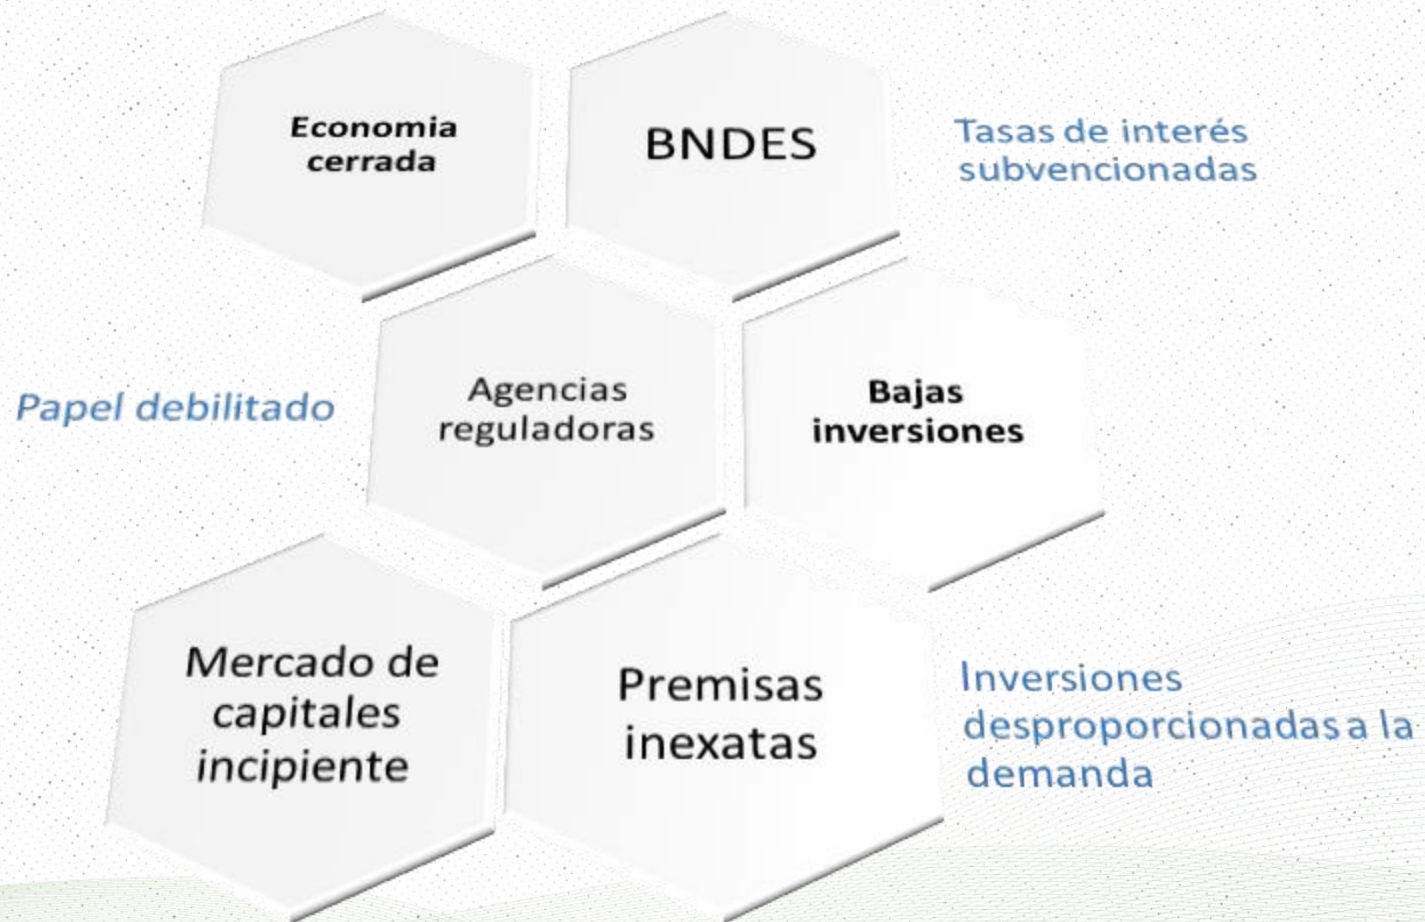 Economia
cerrada
BNDES
Tasas de interés
subvencionadas
Papel debilitado
Agencias
reguladoras
Bajas
inversiones
Mercado de
capitales
incipiente
Premisas
inexatas
Inversiones
desproporcionadas a la
demanda